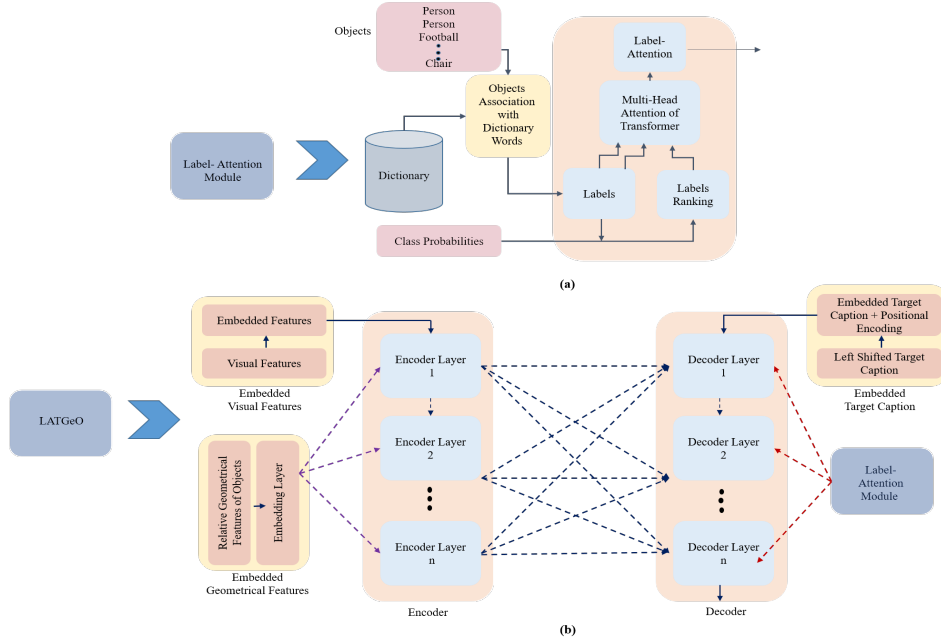 Objects
Person
Person
Football
Chair
Label-
Attention
Objects
Association
with
Dictionary
Words
Multi-Head
Attention of
Transformer
Label- Attention
Module
Dictionary
Labels
Labels
Ranking
Class Probabilities
(a)
Embedded Features
Visual Features
Embedded
Visual Features
Encoder Layer
1
Decoder Layer
1
Embedded Target
Caption + Positional
Encoding
Left Shifted Target
Caption
Embedded
Target Caption
LATGeO
Relative Geometrical
Features of Objects
Embedding Layer
Embedded
Geometrical Features
Encoder Layer
2
Decoder Layer
2
Label-
Attention
Module
Encoder Layer
n
Decoder Layer
n
Encoder
Decoder
(b)